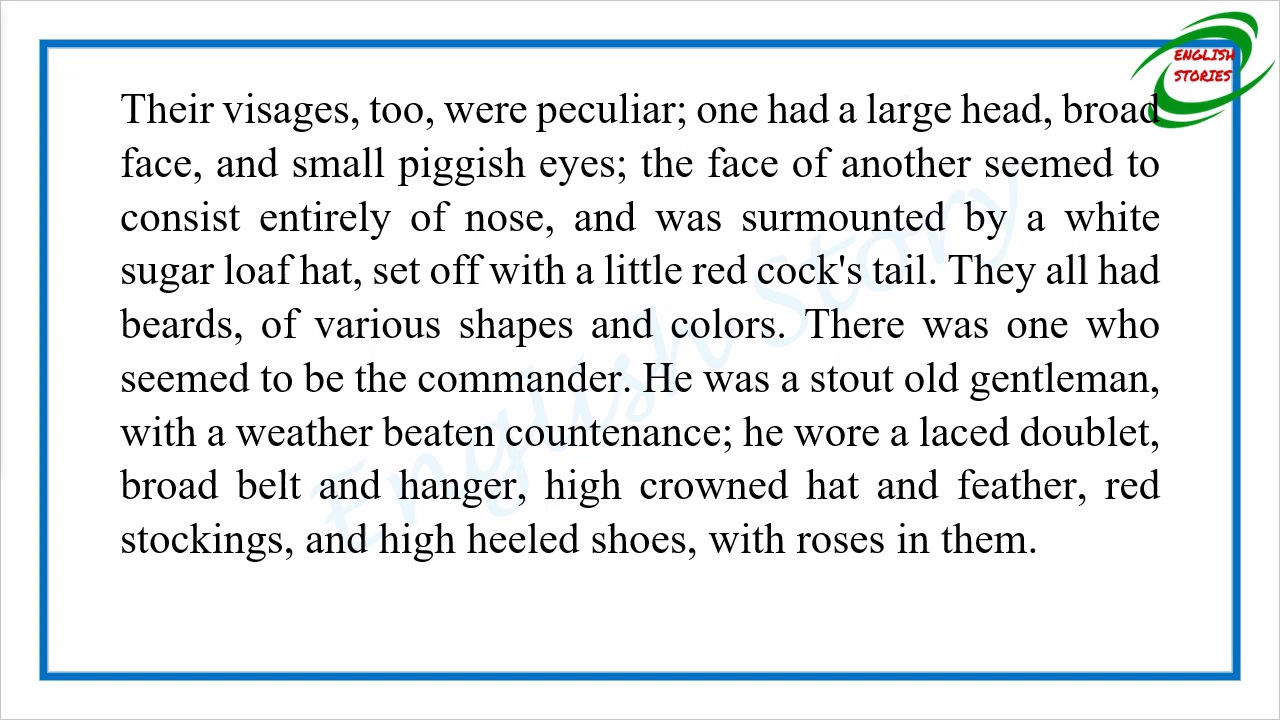 ENGLISH
STORIES
Their visages, too, were peculiar; one had a large head, broad
face, and small piggish eyes; the face of another seemed to
consist entirely of nose, and was surmounted by a white
sugar loaf hat, set off with a little red cock's tail. They all had
beards, of various shapes and colors. There was one who
seemed to be the commander. He was a stout old gentleman,
with a weather beaten countenance; he wore a laced doublet,
broad belt and hanger, high crowned hat and feather, red
stockings, and high heeled shoes, with roses in them.
English Story